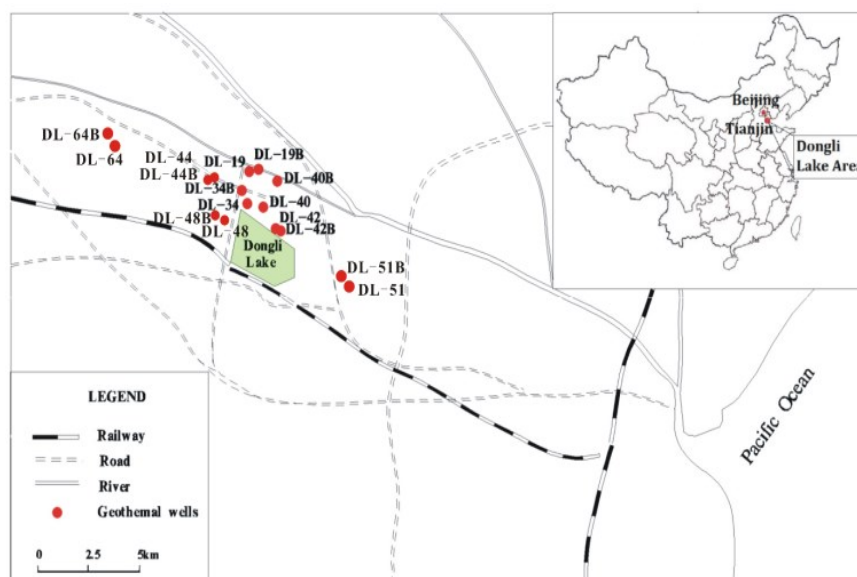 Beijing
Tianjin
Dongli
Lake Area
DL-64B
DL-64
DL-44
DL-44B
DL-19
DL-19B
DL-40B
DL-34B
DL-34
DL-40
DL-48B
DL-48
DL-42
DL-42B
Dongli
Lake
DL-51B
DL-51
Pacific Ocean
LEGEND
Railway
Road
River
Geothemal wells
0 2.5 5km